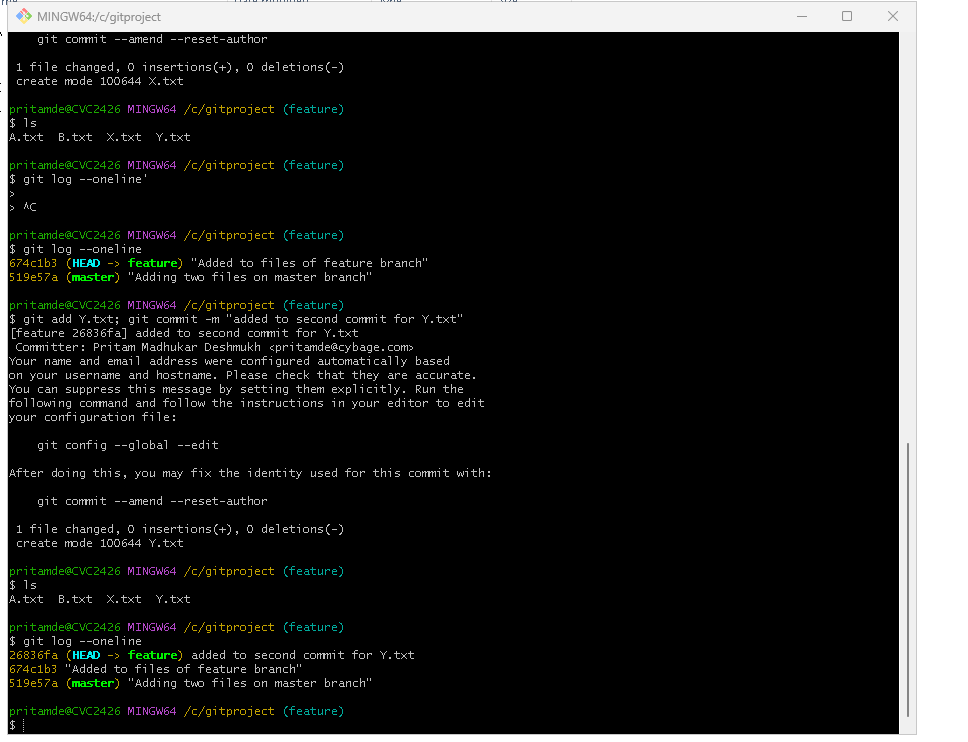 MINGW64:/c/gitproject
git commit --amend --reset-author
1 file changed, 0 insertions(+), 0 deletions(-)
create mode 100644 X.txt
pritamde@CVC2426 MINGW64 /c/gitproject (feature)
$ ls
A.txt  B.txt  X.txt  Y.txt
pritamde@CVC2426 MINGW64 /c/gitproject (feature)
$ git log --oneline'
>
> ^C
pritamde@CVC2426 MINGW64 /c/gitproject (feature)
$ git log --oneline
674c1b3 (HEAD -> feature) "Added to files of feature branch"
519e57a (master) "Adding two files on master branch"
pritamde@CVC2426 MINGW64 /c/gitproject (feature)
$ git add Y.txt; git commit -m "added to second commit for Y.txt"
[feature 26836fa] added to second commit for Y.txt
Committer: Pritam Madhukar Deshmukh <pritamde@cybage.com>
Your name and email address were configured automatically based
on your username and hostname. Please check that they are accurate.
You can suppress this message by setting them explicitly. Run the
following command and follow the instructions in your editor to edit
your configuration file:
git config --global --edit
After doing this, you may fix the identity used for this commit with:
git commit --amend --reset-author
1 file changed, 0 insertions(+), 0 deletions(-)
create mode 100644 Y.txt
pritamde@CVC2426 MINGW64 /c/gitproject (feature)
$ ls
A.txt  B.txt  X.txt  Y.txt
pritamde@CVC2426 MINGW64 /c/gitproject (feature)
$ git log --oneline
26836fa (HEAD -> feature) added to second commit for Y.txt
674c1b3 "Added to files of feature branch"
519e57a (master) "Adding two files on master branch"
pritamde@CVC2426 MINGW64 /c/gitproject (feature)
$